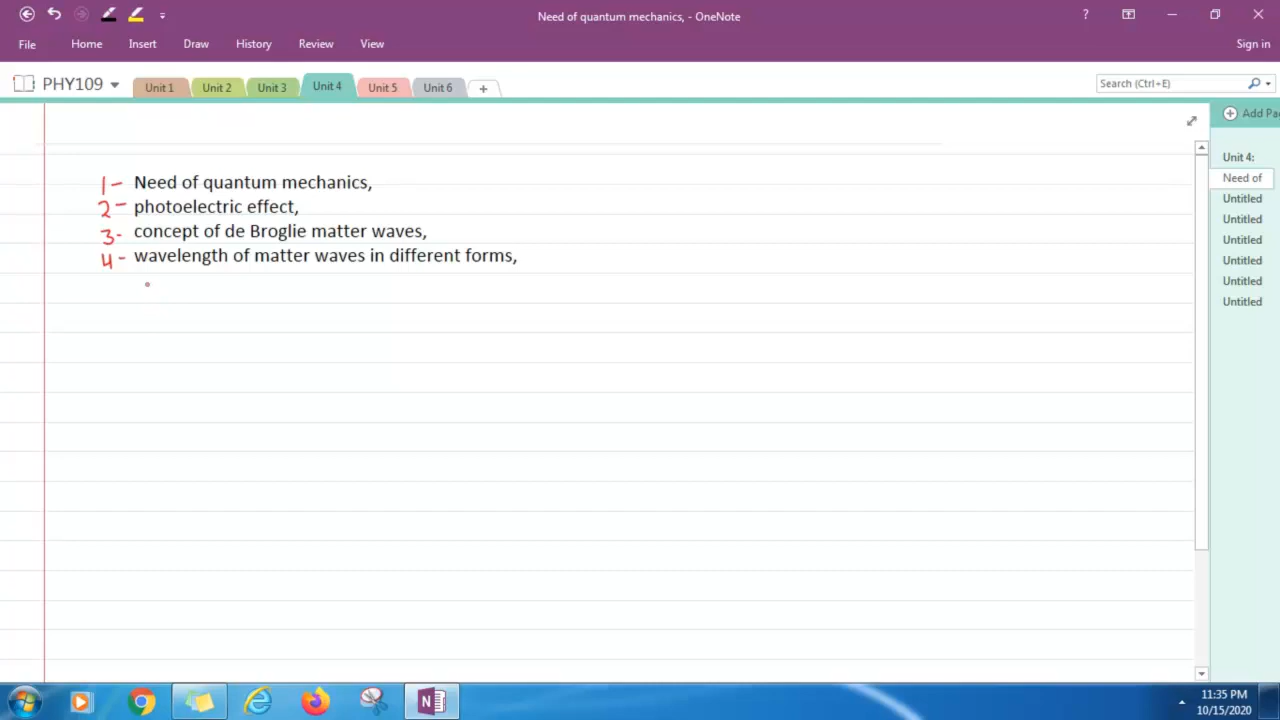 Need of quantum mechanics, - OneNote
?
File
Home
Insert
Draw
History
Review
View
Sign in
PHY109
Unit 1
Unit 2
Unit 3
Unit 4
Unit 5
Unit 6
+
Search (Ctrl+E)
Add Pa
Unit 4:
Need of
Untitled
Untitled
Untitled
Untitled
Untitled
Untitled
1- Need of quantum mechanics,
2- photoelectric effect,
3- concept of de Broglie matter waves,
4- wavelength of matter waves in different forms,
N
11:35 PM
10/15/2020